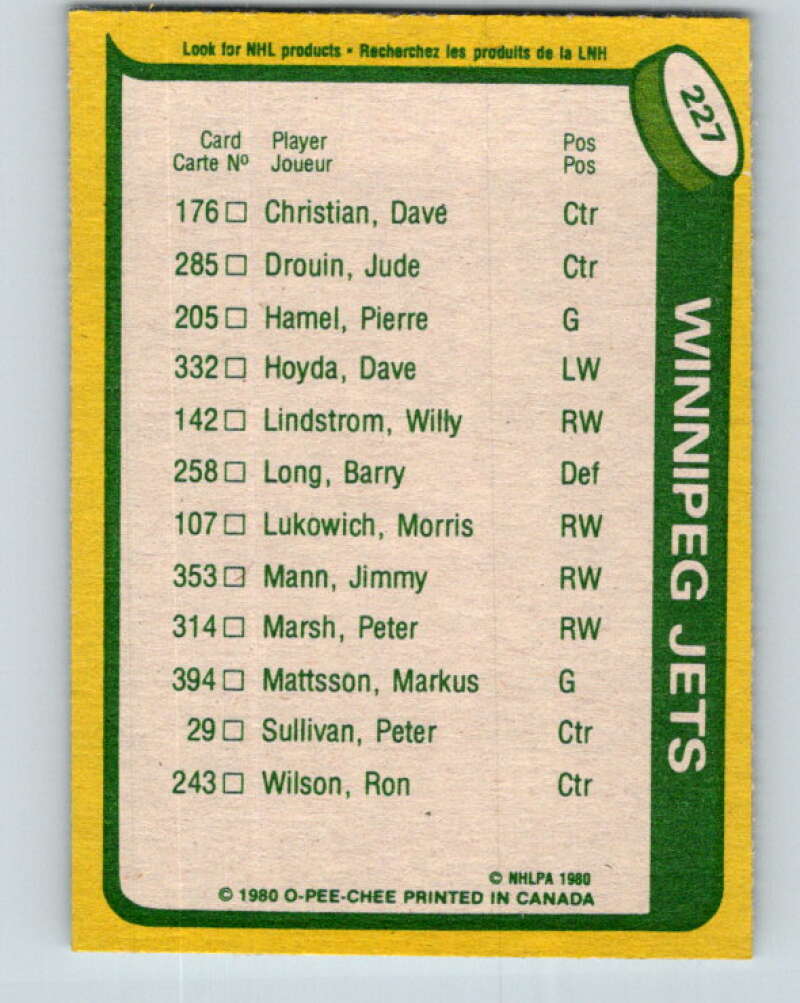 Look for NHL products • Recherchez les produits de la LNH
227
Card Player Pos
Carte Nº Joueur Pos
176 □ Christian, Dave Ctr
285 □ Drouin, Jude Ctr
205 □ Hamel, Pierre G
332 □ Hoyda, Dave LW
142 □ Lindstrom, Willy RW
258 □ Long, Barry Def
107 □ Lukowich, Morris RW
353 □ Mann, Jimmy RW
314 □ Marsh, Peter RW
394 □ Mattsson, Markus G
29 □ Sullivan, Peter Ctr
243 □ Wilson, Ron Ctr
WINNIPEG JETS
© NHLPA 1980
© 1980 O-PEE-CHEE PRINTED IN CANADA